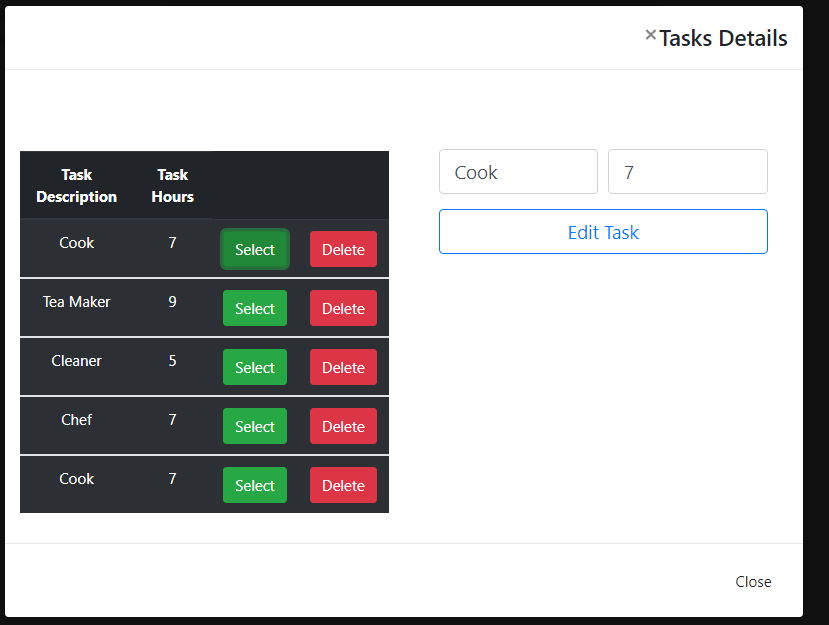 ×Tasks Details
Task Description Task Hours
Cook 7 Select Delete
Tea Maker 9 Select Delete
Cleaner 5 Select Delete
Chef 7 Select Delete
Cook 7 Select Delete
Cook 7
Edit Task
Close